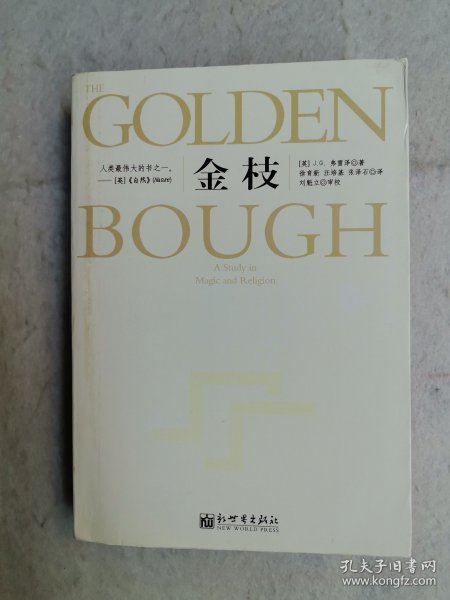 THE
GOLDEN
人类最伟大的书之一。
——[英]《自然》(Nature)
金枝
[英] J.G. 弗雷泽◎著
徐育新 汪培基 张泽石◎译
刘魁立◎审校
BOUGH
A Study in
Magic and Religion
新世界出版社
NEW WORLD PRESS
孔夫子旧书网
www.kongfz.com